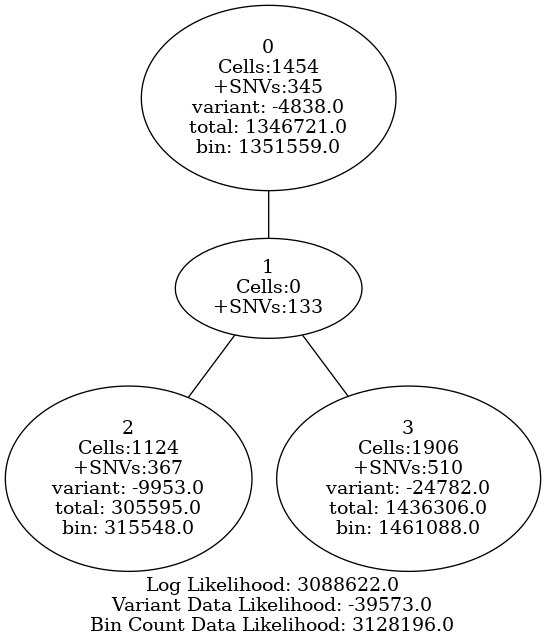 0
Cells:1454
+SNVs:345
variant: -4838.0
total: 1346721.0
bin: 1351559.0
1
Cells:0
+SNVs:133
2
Cells:1124
+SNVs:367
variant: -9953.0
total: 305595.0
bin: 315548.0
3
Cells:1906
+SNVs:510
variant: -24782.0
total: 1436306.0
bin: 1461088.0
Log Likelihood: 3088622.0
Variant Data Likelihood: -39573.0
Bin Count Data Likelihood: 3128196.0